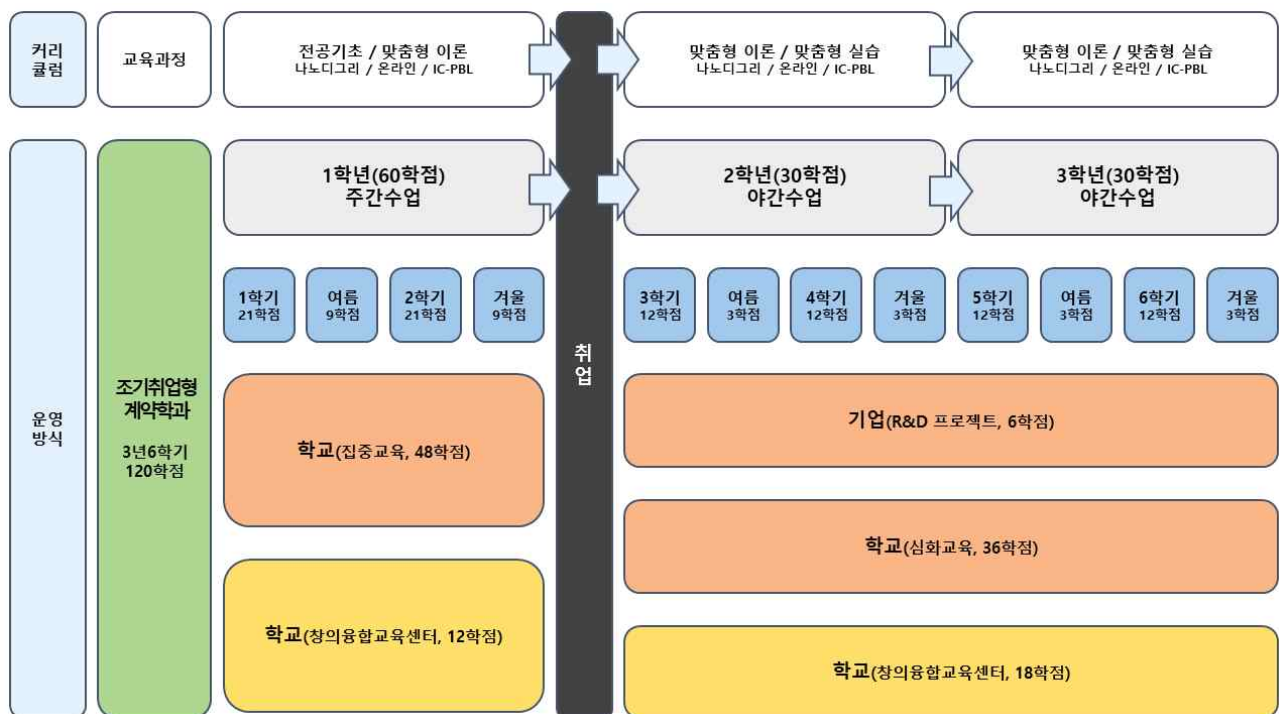 커리
큘럼
교육과정
전공기초 / 맞춤형 이론
나노디그리 / 온라인 / IC-PBL
맞춤형 이론 / 맞춤형 실습
나노디그리 / 온라인 / IC-PBL
맞춤형 이론 / 맞춤형 실습
나노디그리 / 온라인 / IC-PBL
운영
방식
조기취업형
계약학과
3년6학기
120학점
1학년(60학점)
주간수업
취
업
2학년(30학점)
야간수업
3학년(30학점)
야간수업
1학기
21학점
여름
9학점
2학기
21학점
겨울
9학점
3학기
12학점
여름
3학점
4학기
12학점
겨울
3학점
5학기
12학점
여름
3학점
6학기
12학점
겨울
3학점
학교(집중교육, 48학점)
기업(R&D 프로젝트, 6학점)
학교(심화교육, 36학점)
학교(창의융합교육센터, 12학점)
학교(창의융합교육센터, 18학점)